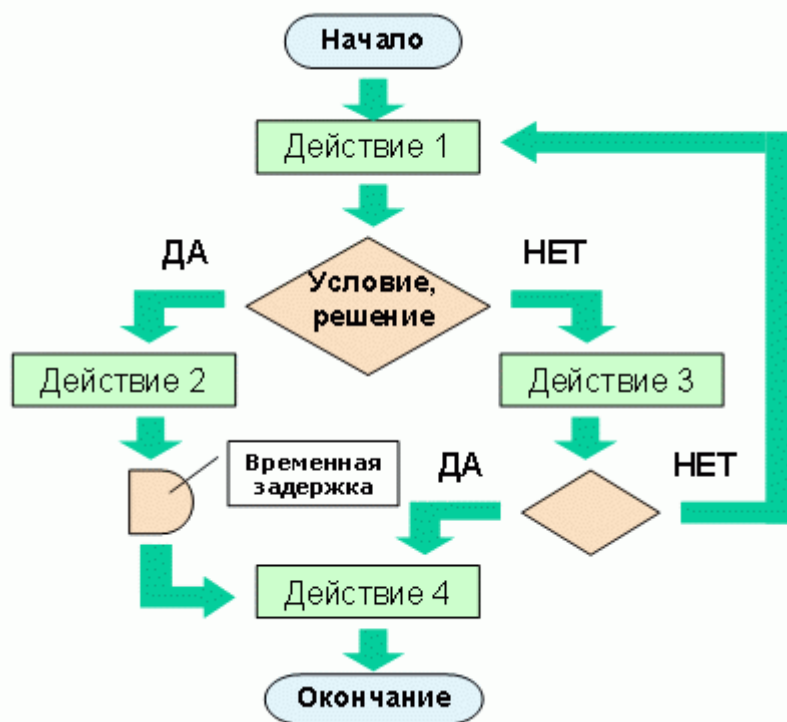 Начало
Действие 1
ДА
НЕТ
Условие,
решение
Действие 2
Действие 3
Временная
задержка
ДА
НЕТ
Действие 4
Окончание